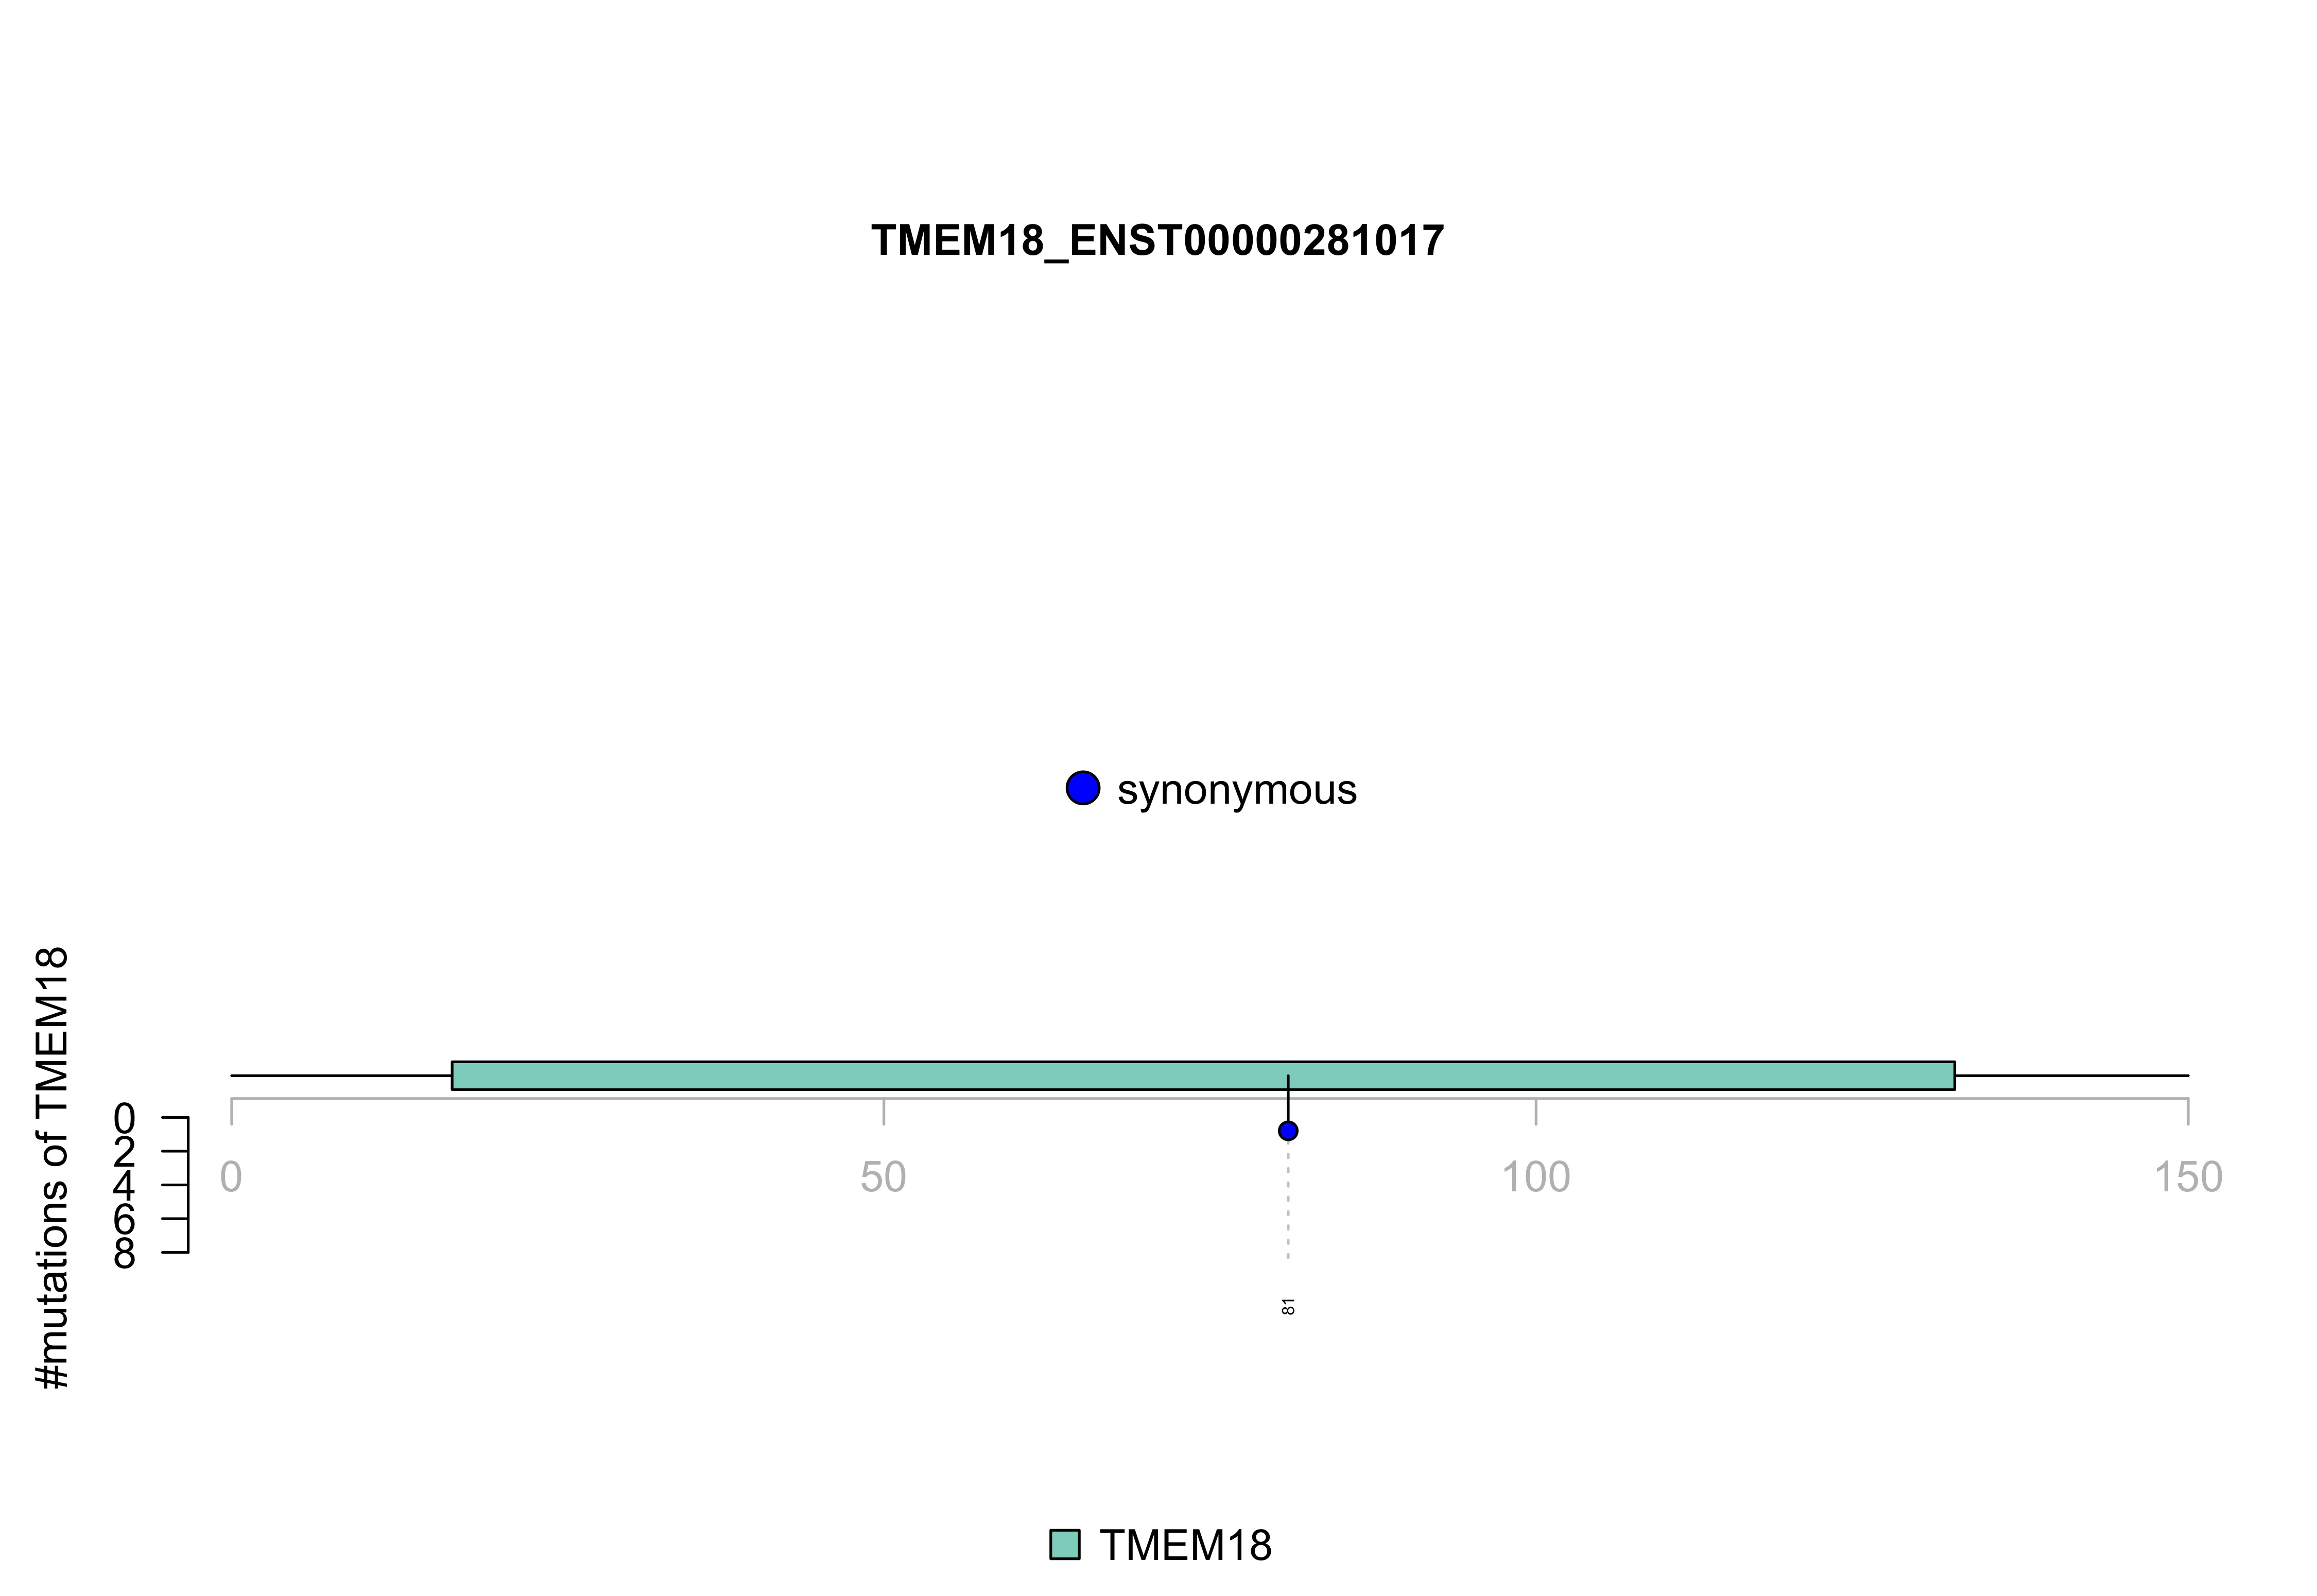 TMEM18_ENST00000281017
synonymous
#mutations of TMEM18
0
2
4
6
8
0 50 100 150
81
TMEM18